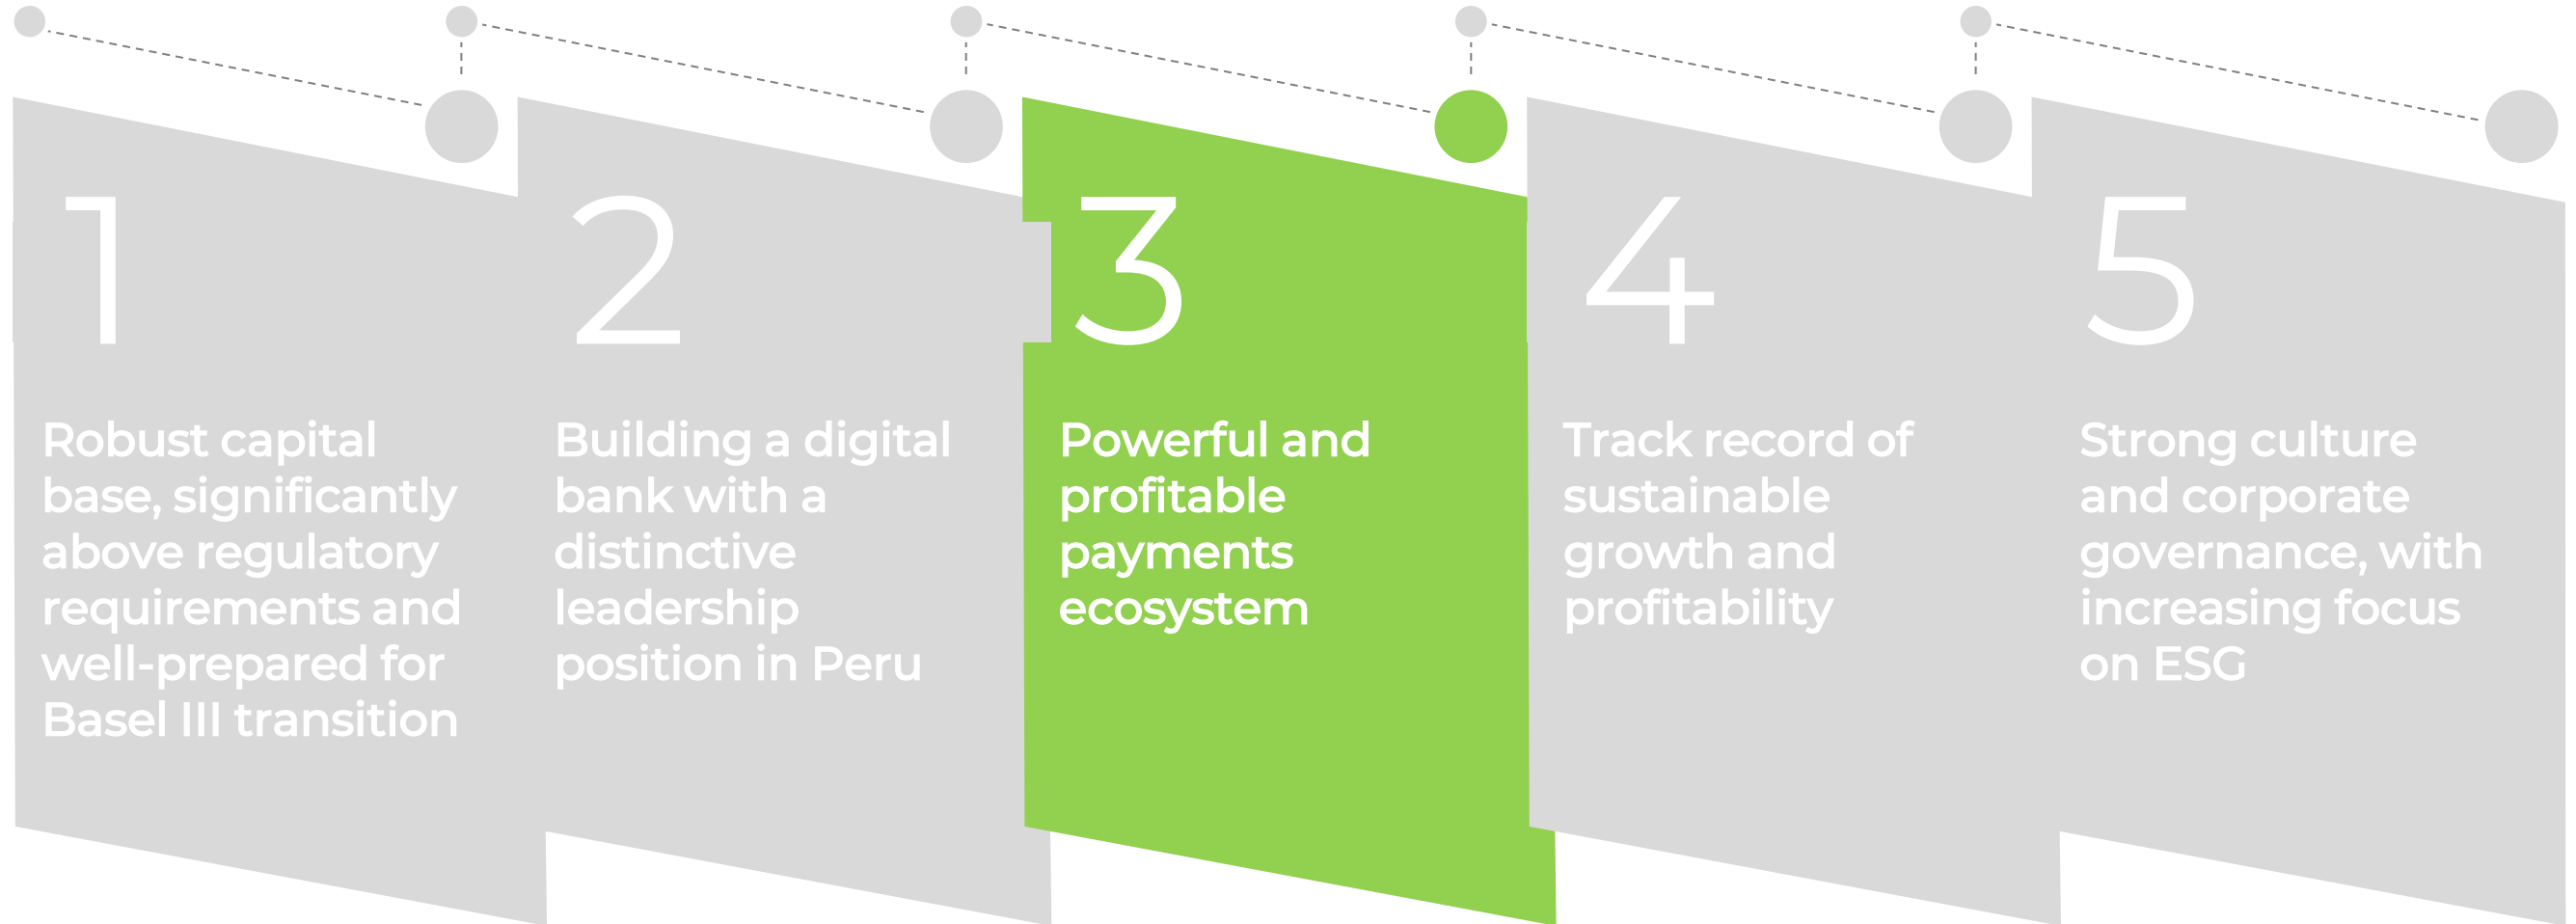 1
Robust capital
base, significantly
above regulatory
requirements and
well-prepared for
Basel III transition
2
Building a digital
bank with a
distinctive
leadership
position in Peru
3
Powerful and
profitable
payments
ecosystem
4
Track record of
sustainable
growth and
profitability
5
Strong culture
and corporate
governance, with
increasing focus
on ESG